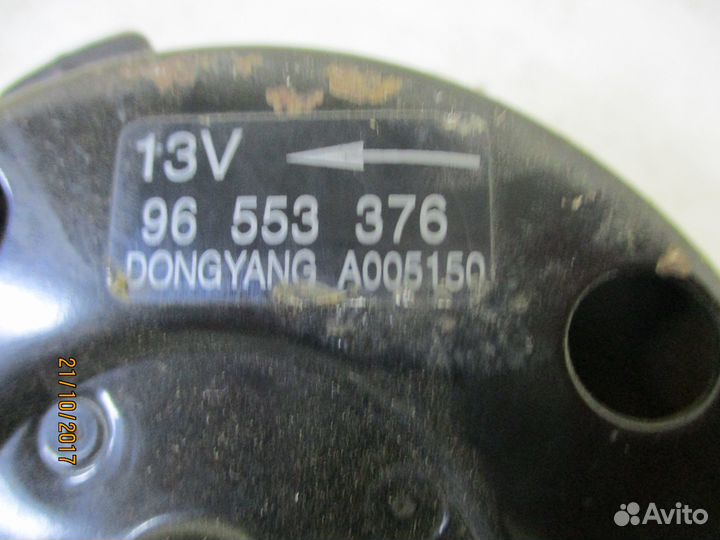 13V
96 553 376
DONGYANG A005150
21/10/2017
Avito